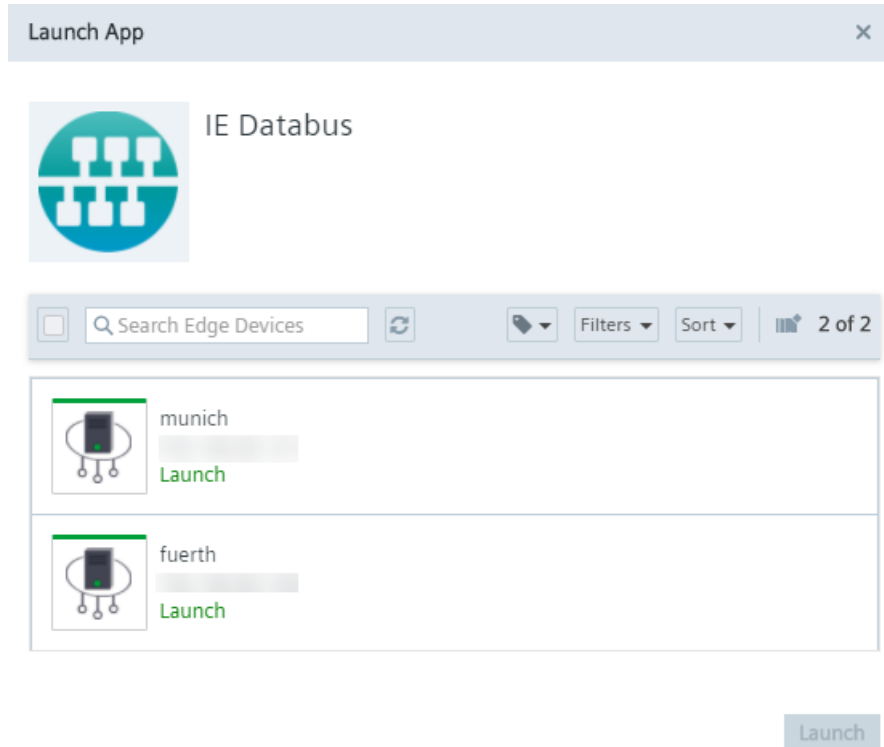 Launch App
IE Databus
Search Edge Devices
Filters
Sort
2 of 2
munich
Launch
fuerth
Launch
Launch